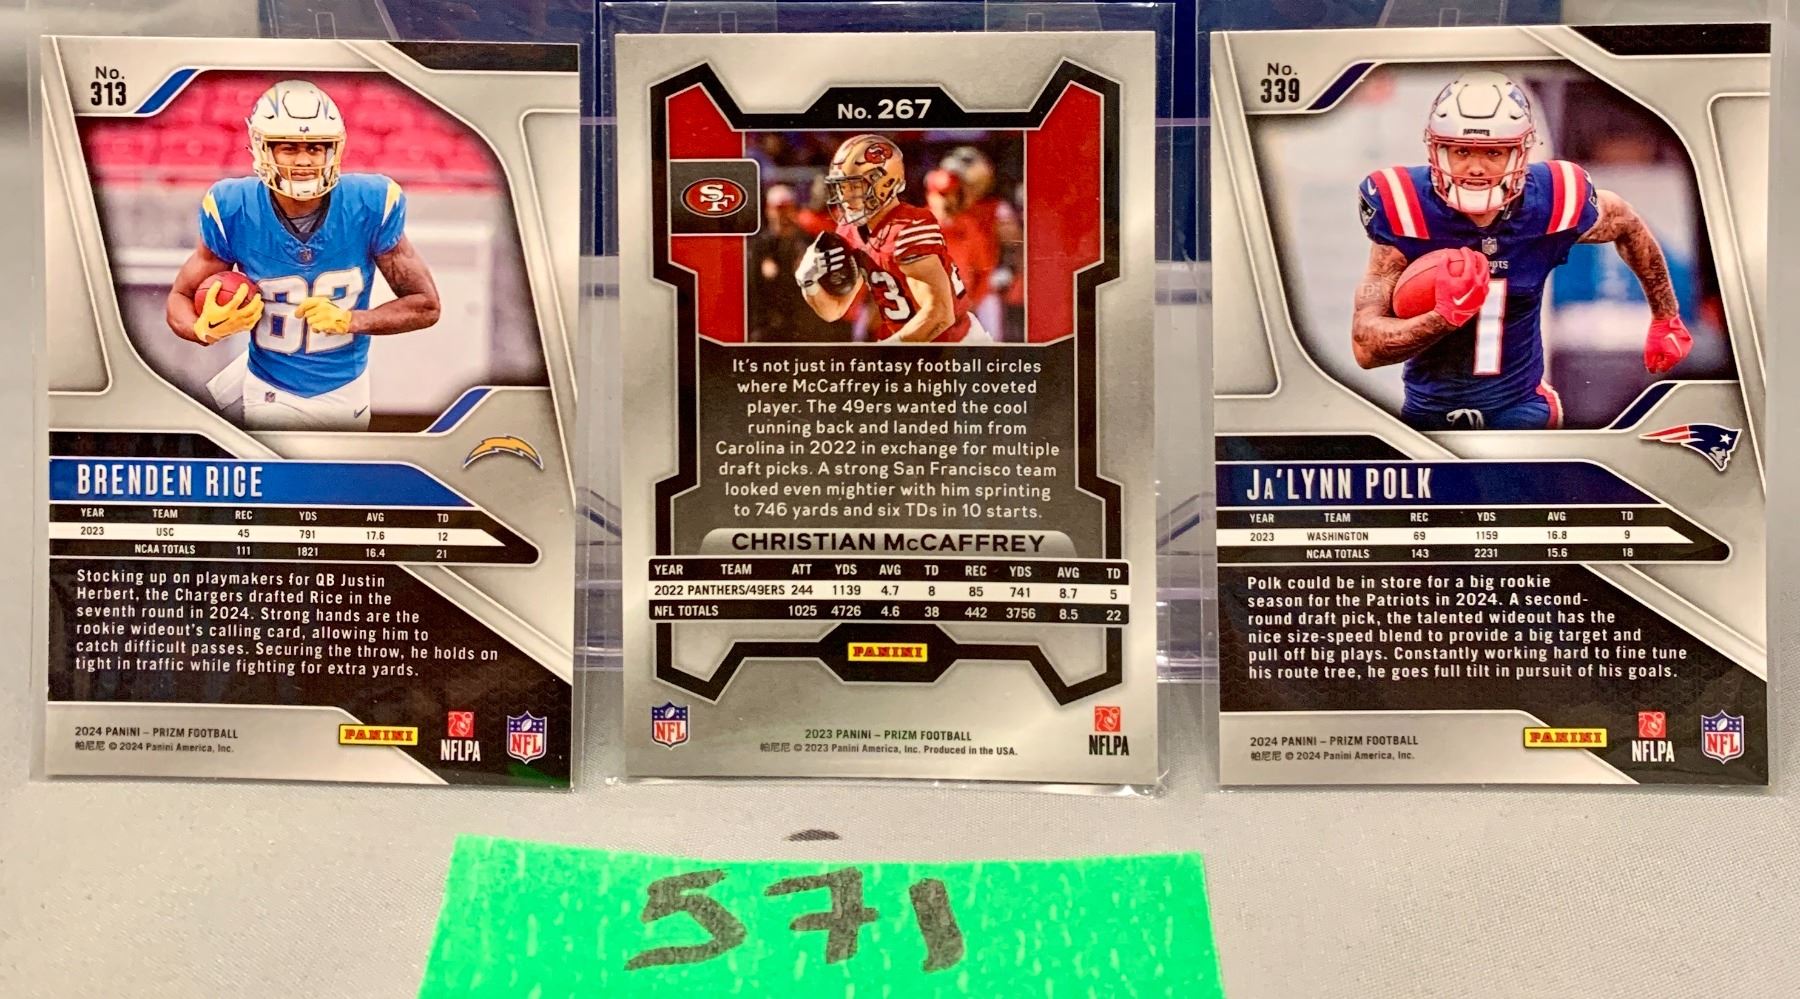 No.
313
LA
82
BRENDEN RICE
YEAR TEAM REC YDS AVG TD
2023 USC 45 791 17.6 12
NCAA TOTALS 111 1821 16.4 21
Stocking up on playmakers for QB Justin
Herbert, the Chargers drafted Rice in the
seventh round in 2024. Strong hands are the
rookie wideout's calling card, allowing him to
catch difficult passes. Securing the throw, he holds on
tight in traffic while fighting for extra yards.
2024 PANINI – PRIZM FOOTBALL
帕尼尼 © 2024 Panini America, Inc.
PANINI
NFLPA
NFL
No. 267
SF
3
It's not just in fantasy football circles
where McCaffrey is a highly coveted
player. The 49ers wanted the cool
running back and landed him from
Carolina in 2022 in exchange for multiple
draft picks. A strong San Francisco team
looked even mightier with him sprinting
to 746 yards and six TDs in 10 starts.
CHRISTIAN McCAFFREY
YEAR TEAM ATT YDS AVG TD REC YDS AVG TD
2022 PANTHERS/49ERS 244 1139 4.7 8 85 741 8.7 5
NFL TOTALS 1025 4726 4.6 38 442 3756 8.5 22
PANINI
NFL
2023 PANINI – PRIZM FOOTBALL
帕尼尼 © 2023 Panini America, Inc. Produced in the USA.
NFLPA
No.
339
PATRIOTS
1
JA'LYNN POLK
YEAR TEAM REC YDS AVG TD
2023 WASHINGTON 69 1159 16.8 9
NCAA TOTALS 143 2231 15.6 18
Polk could be in store for a big rookie
season for the Patriots in 2024. A second-
round draft pick, the talented wideout has the
nice size-speed blend to provide a big target and
pull off big plays. Constantly working hard to fine tune
his route tree, he goes full tilt in pursuit of his goals.
2024 PANINI – PRIZM FOOTBALL
帕尼尼 © 2024 Panini America, Inc.
PANINI
NFLPA
NFL
571